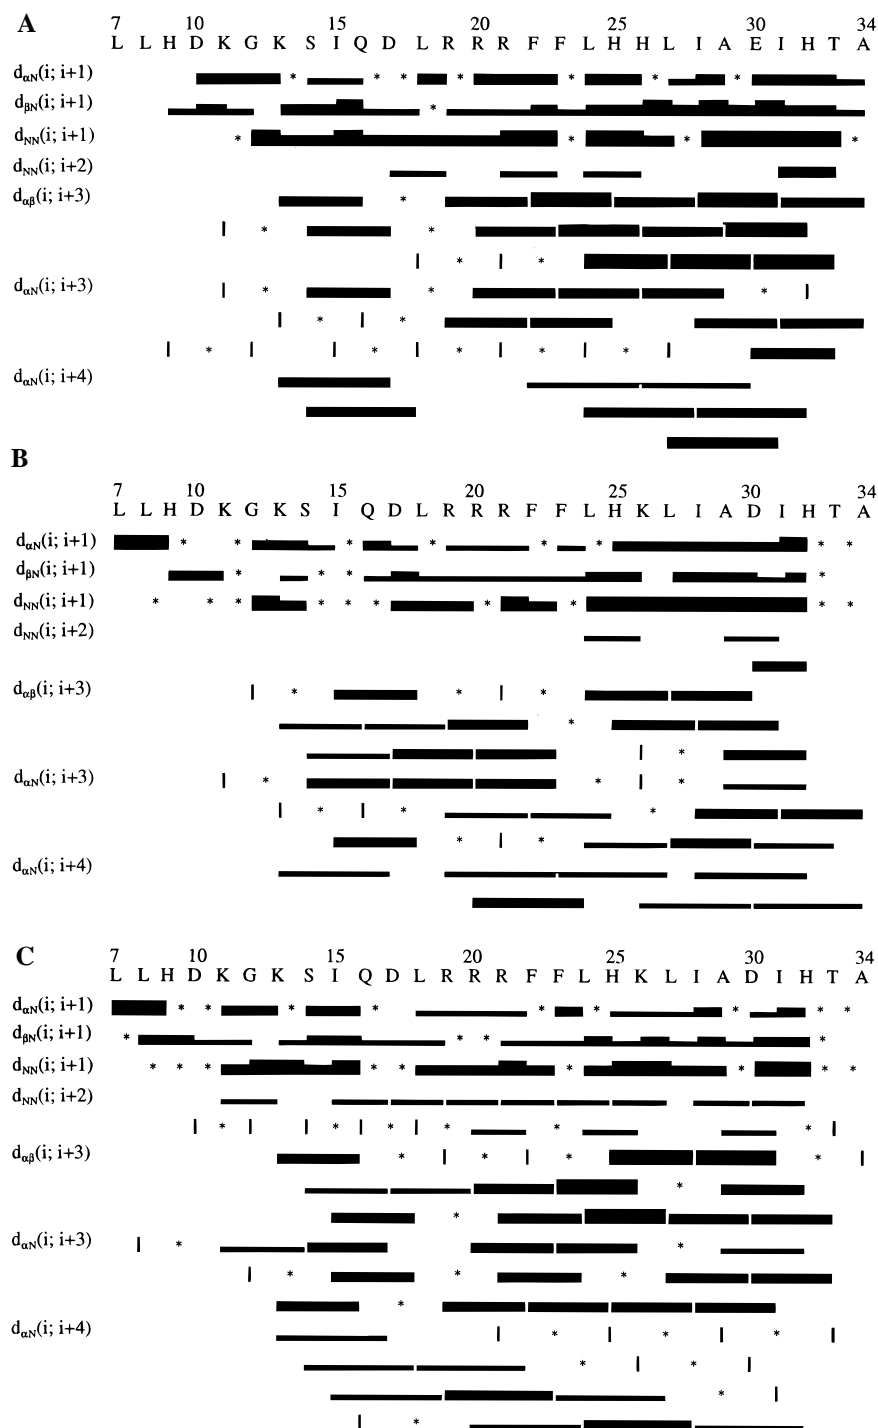 A
7 10 15 20 25 30 34
L L H D K G K S I Q D L R R R F F L H H L I A E I H T A
dαN(i; i+1) * * * * * * *
dβN(i; i+1) *
dNN(i; i+1) * * * *
dNN(i; i+2)
dαβ(i; i+3) *
| * *
| * | *
dαN(i; i+3) | * * * |
| * | *
| * | | * | * | * | * |
dαN(i; i+4)
B
7 10 15 20 25 30 34
L L H D K G K S I Q D L R R R F F L H K L I A D I H T A
dαN(i; i+1) * * * * * * * *
dβN(i; i+1) * * * *
dNN(i; i+1) * * * * * * * * * *
dNN(i; i+2)
dαβ(i; i+3) | * * | *
*
| *
dαN(i; i+3) | * * | *
| * | * *
* | *
dαN(i; i+4)
C
7 10 15 20 25 30 34
L L H D K G K S I Q D L R R R F F L H K L I A D I H T A
dαN(i; i+1) * * * * * * * * *
dβN(i; i+1) * * * *
dNN(i; i+1) * * * * * * * * *
dNN(i; i+2)
| * | | * | * | * * * |
dαβ(i; i+3) * | * | * * |
*
*
dαN(i; i+3) | * *
| * * *
*
dαN(i; i+4) | * | * | * |
* | * |
* |
| *